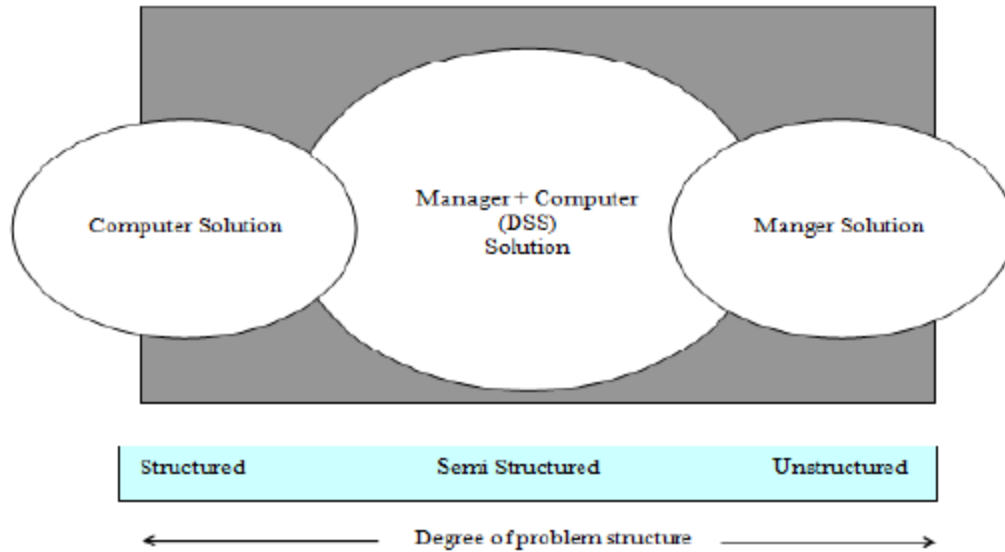 Computer Solution
Manager + Computer
(DSS)
Solution
Manger Solution
Structured
Semi Structured
Unstructured
Degree of problem structure